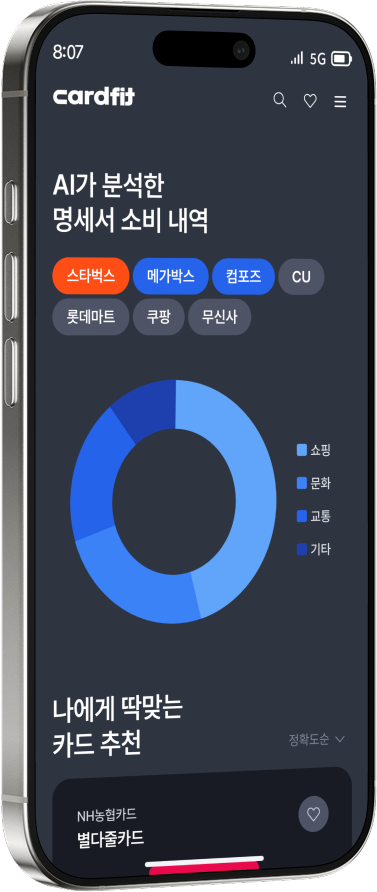 8:07
5G
cardfit
AI가 분석한
명세서 소비 내역
스타벅스 메가박스 컴포즈 CU
롯데마트 쿠팡 무신사
쇼핑
문화
교통
기타
나에게 딱맞는
카드 추천
정확도순
NH농협카드
별다줄카드